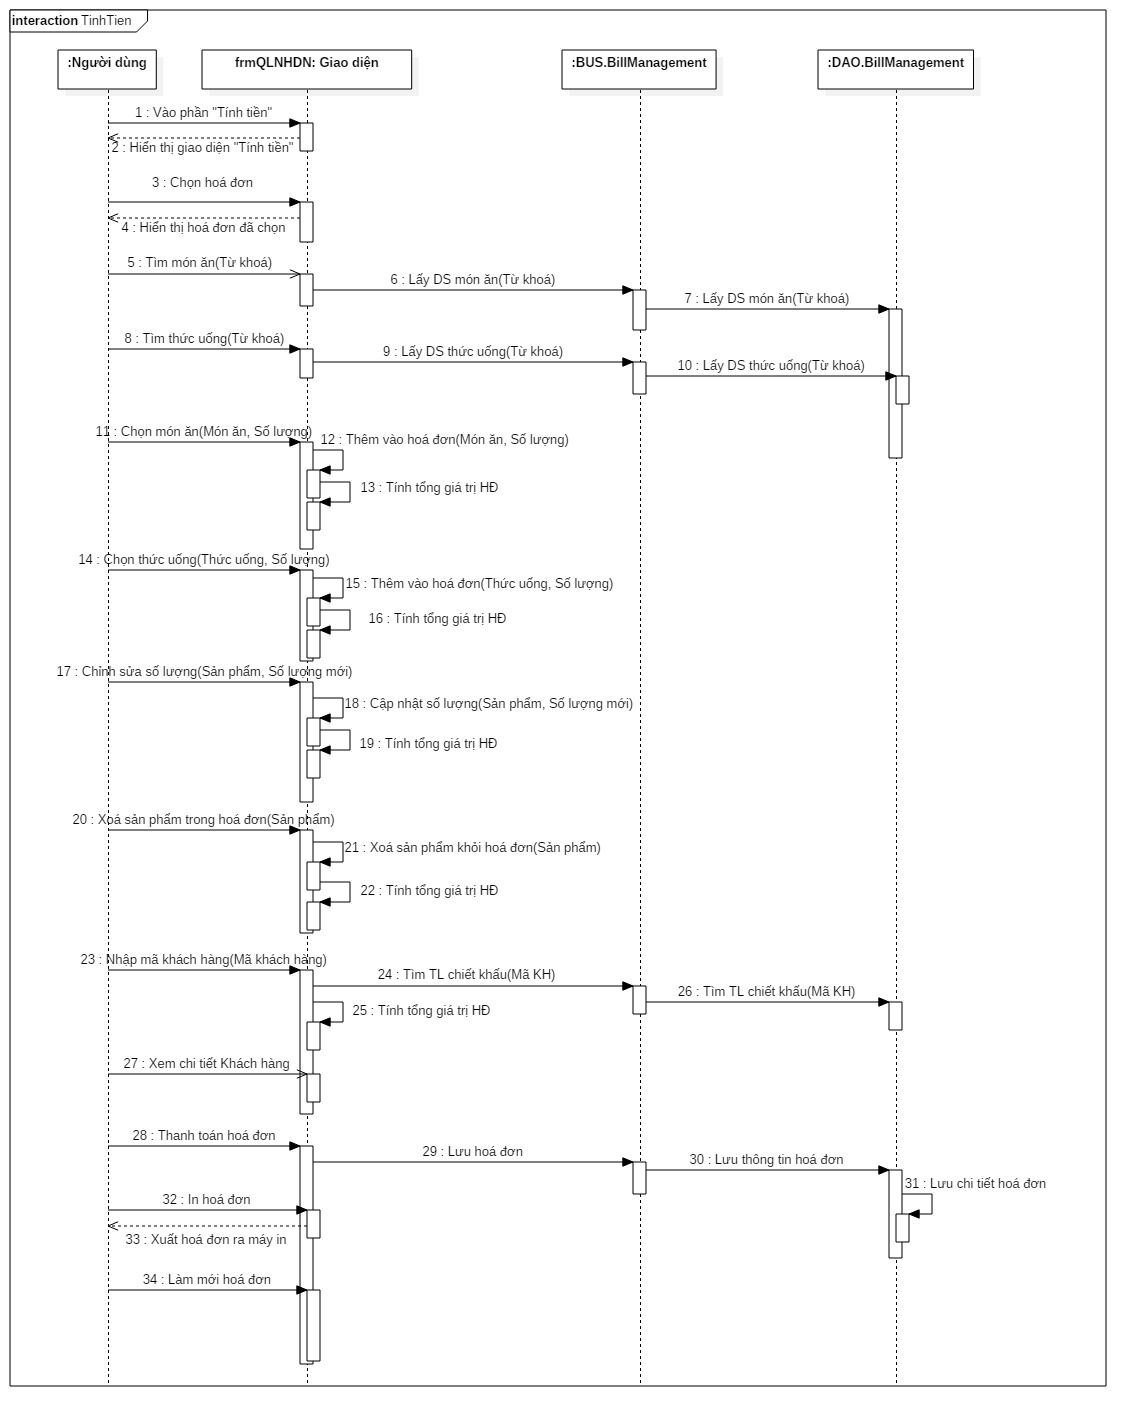 interaction TinhTien
:Người dùng
frmQLNHDN: Giao diện
:BUS.BillManagement
:DAO.BillManagement
1 : Vào phần "Tính tiền"
2 : Hiển thị giao diện "Tính tiền"
3 : Chọn hoá đơn
4 : Hiển thị hoá đơn đã chọn
5 : Tìm món ăn(Từ khoá)
6 : Lấy DS món ăn(Từ khoá)
7 : Lấy DS món ăn(Từ khoá)
8 : Tìm thức uống(Từ khoá)
9 : Lấy DS thức uống(Từ khoá)
10 : Lấy DS thức uống(Từ khoá)
11 : Chọn món ăn(Món ăn, Số lượng)
12 : Thêm vào hoá đơn(Món ăn, Số lượng)
13 : Tính tổng giá trị HĐ
14 : Chọn thức uống(Thức uống, Số lượng)
15 : Thêm vào hoá đơn(Thức uống, Số lượng)
16 : Tính tổng giá trị HĐ
17 : Chỉnh sửa số lượng(Sản phẩm, Số lượng mới)
18 : Cập nhật số lượng(Sản phẩm, Số lượng mới)
19 : Tính tổng giá trị HĐ
20 : Xoá sản phẩm trong hoá đơn(Sản phẩm)
21 : Xoá sản phẩm khỏi hoá đơn(Sản phẩm)
22 : Tính tổng giá trị HĐ
23 : Nhập mã khách hàng(Mã khách hàng)
24 : Tìm TL chiết khấu(Mã KH)
25 : Tính tổng giá trị HĐ
26 : Tìm TL chiết khấu(Mã KH)
27 : Xem chi tiết Khách hàng
28 : Thanh toán hoá đơn
29 : Lưu hoá đơn
30 : Lưu thông tin hoá đơn
31 : Lưu chi tiết hoá đơn
32 : In hoá đơn
33 : Xuất hoá đơn ra máy in
34 : Làm mới hoá đơn